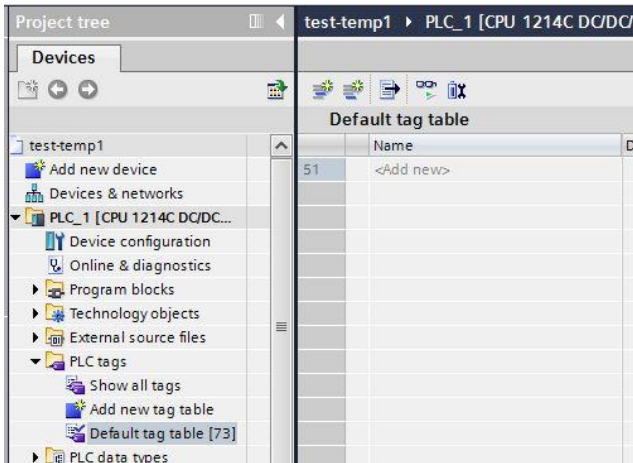 Project tree
test-temp1 ▸ PLC_1 [CPU 1214C DC/DC/
Devices
Default tag table
Name
51 <Add new>
test-temp1
Add new device
Devices & networks
PLC_1 [CPU 1214C DC/DC...
Device configuration
Online & diagnostics
Program blocks
Technology objects
External source files
PLC tags
Show all tags
Add new tag table
Default tag table [73]
PLC data types